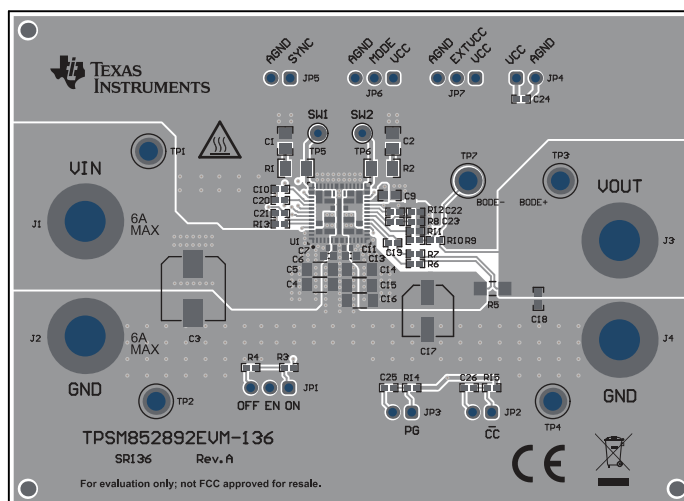 AGND SYNC
JP5
AGND MODE VCC
JP6
AGND EXTVCC VCC
JP7
VCC AGND
JP4
C24
TEXAS
INSTRUMENTS
SW1
SW2
TP1
C1
TP5
TP6
C2
R1
R2
TP7
TP3
BODE-
BODE+
VIN
VOUT
C10
C20
C21
R13
C9
R12 C22
R8 C23
R11
R10 R9
J1
6A
MAX
J3
U1
C7
C6
C5
C4
C11
C13
C14
C15
C16
C19
R7
R6
R5
C18
C3
C17
J2
6A
MAX
GND
J4
GND
R4
R3
JP1
OFF EN ON
C25 R14
JP3
PG
C26 R15
JP2
CC
TP2
TP4
TPSM852892EVM-136
SR136 Rev.A
For evaluation only; not FCC approved for resale.
CE